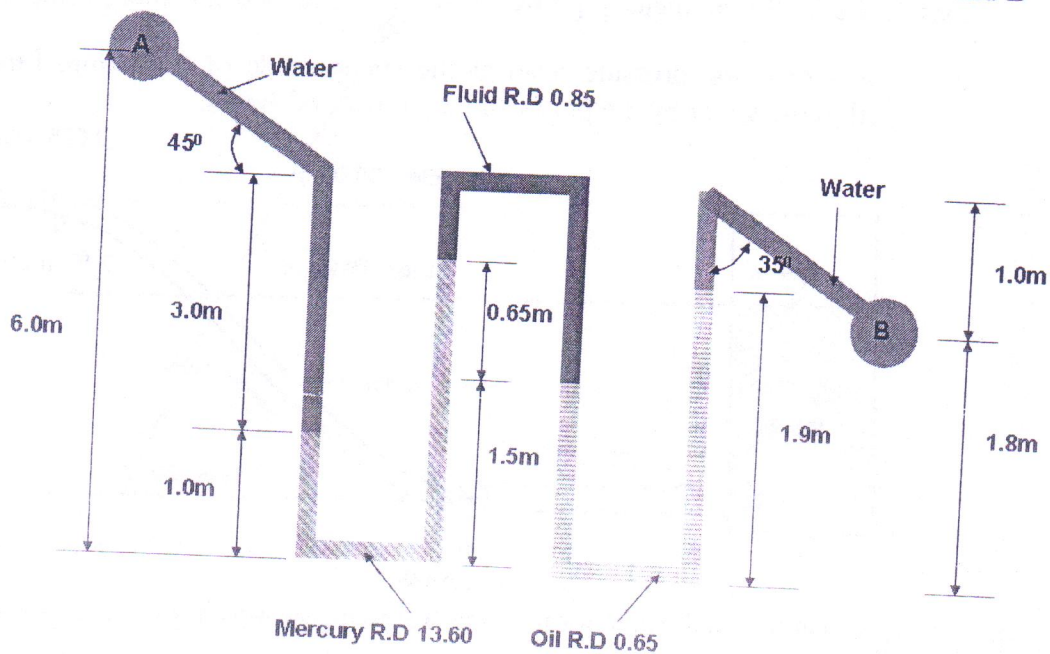 A
Water
Fluid R.D 0.85
45⁰
Water
35⁰
1.0m
6.0m
3.0m
0.65m
B
1.9m
1.5m
1.8m
1.0m
Mercury R.D 13.60
Oil R.D 0.65